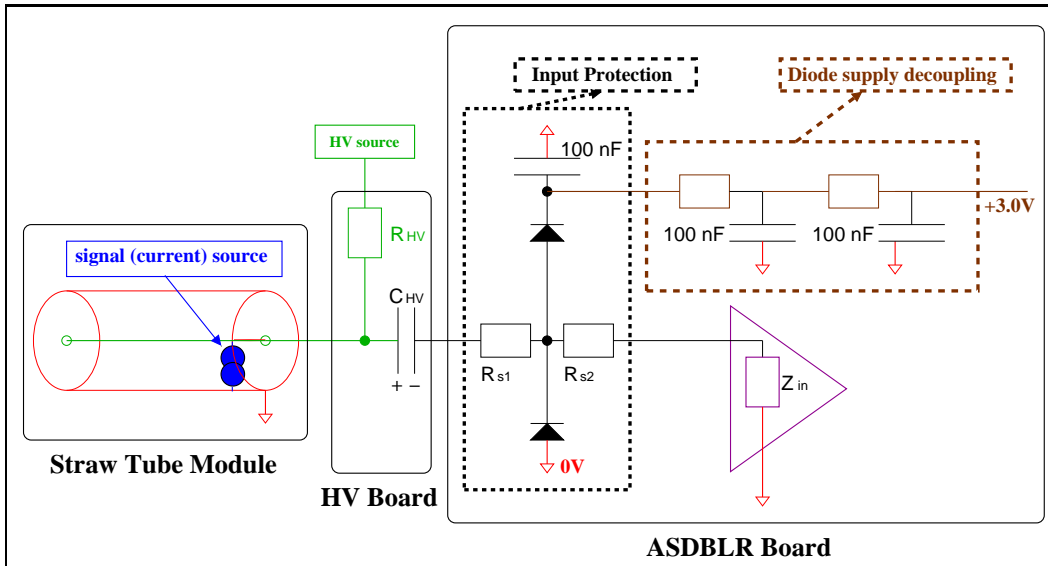 Input Protection
Diode supply decoupling
HV source
100 nF
+3.0V
R HV
100 nF
100 nF
signal (current) source
C HV
R s1
R s2
Z in
+ −
0V
Straw Tube Module
HV Board
ASDBLR Board